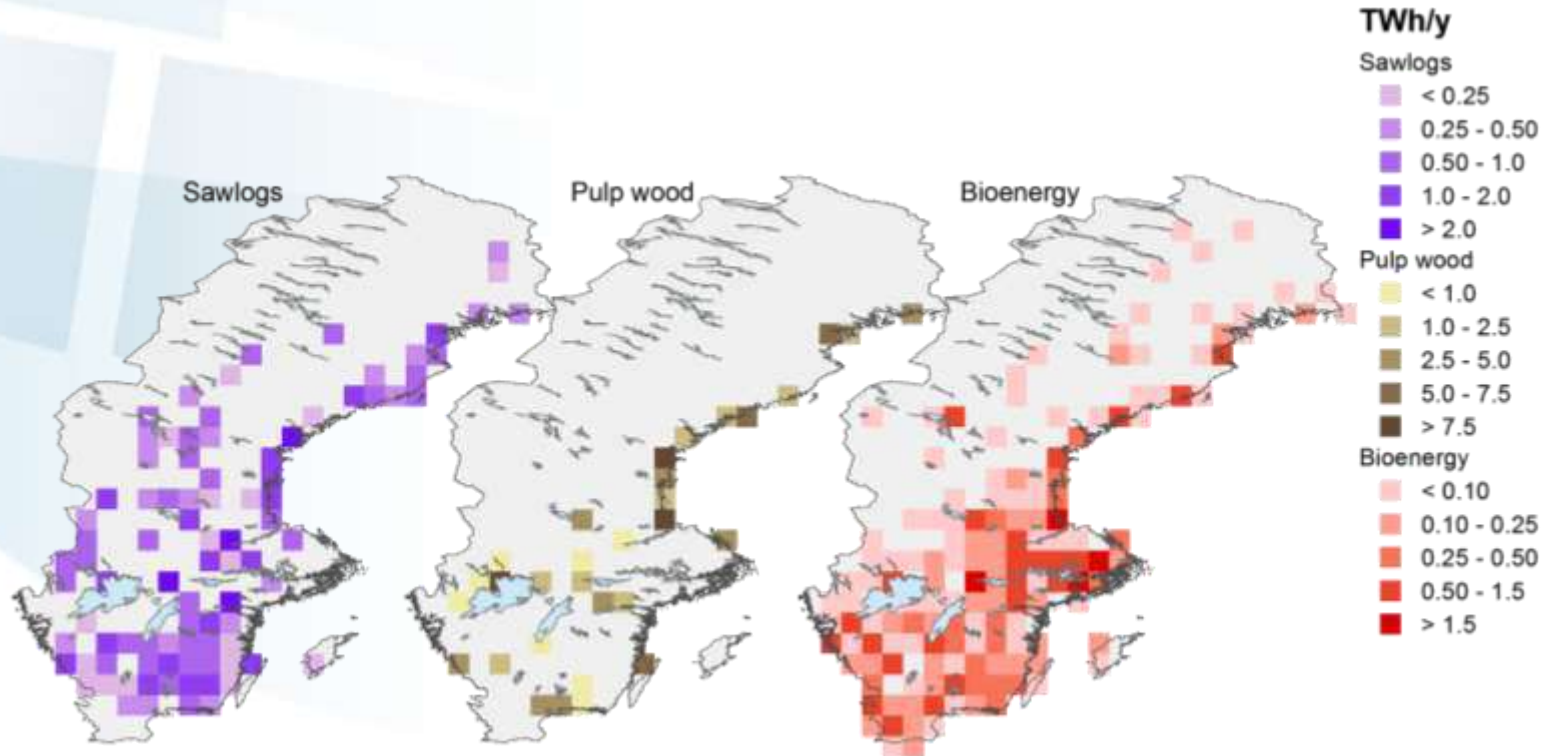 TWh/y
Sawlogs
< 0.25
0.25 - 0.50
0.50 - 1.0
1.0 - 2.0
> 2.0
Pulp wood
< 1.0
1.0 - 2.5
2.5 - 5.0
5.0 - 7.5
> 7.5
Bioenergy
< 0.10
0.10 - 0.25
0.25 - 0.50
0.50 - 1.5
> 1.5
Sawlogs
Pulp wood
Bioenergy